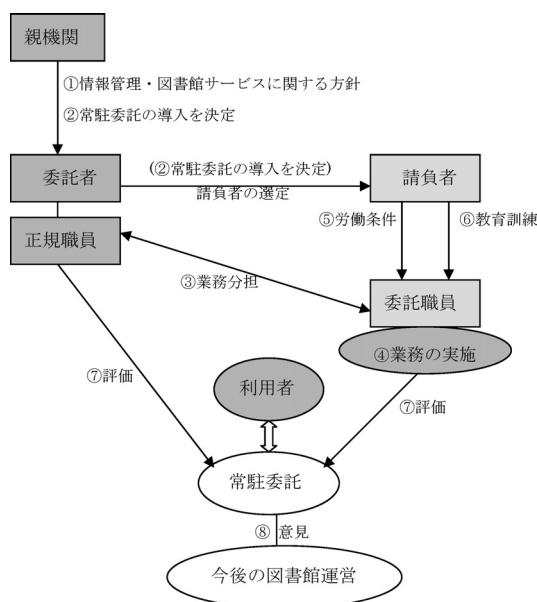 親機関
①情報管理・図書館サービスに関する方針
②常駐委託の導入を決定
委託者
(②常駐委託の導入を決定)
請負者の選定
請負者
正規職員
⑤労働条件
⑥教育訓練
③業務分担
委託職員
④業務の実施
⑦評価
利用者
⑦評価
常駐委託
⑧ 意見
今後の図書館運営